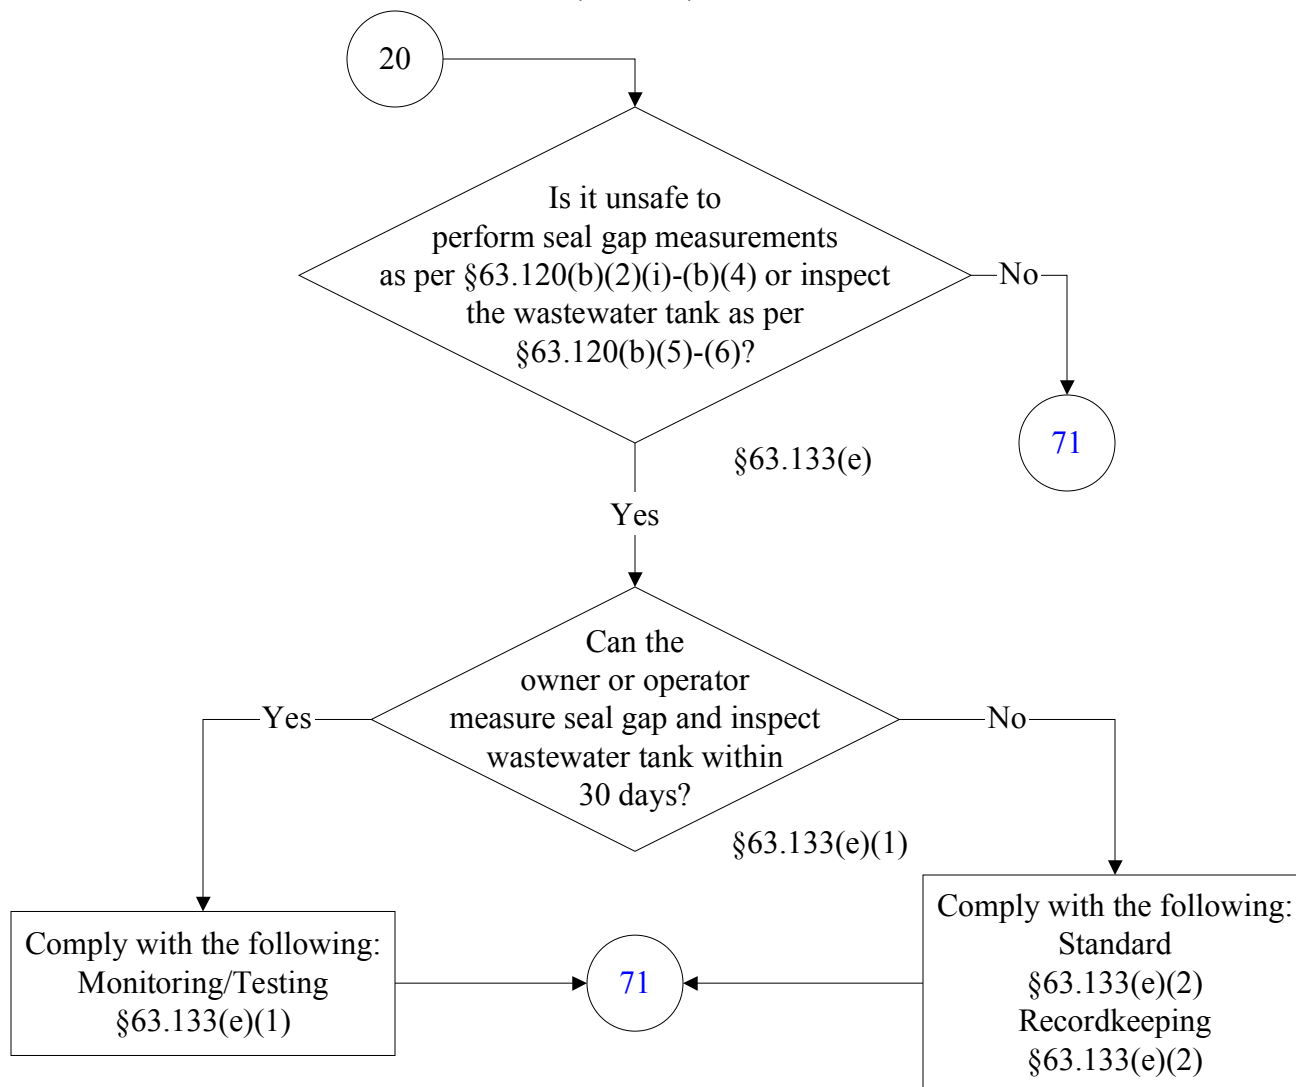 20
Is it unsafe to
perform seal gap measurements
as per §63.120(b)(2)(i)-(b)(4) or inspect
the wastewater tank as per
§63.120(b)(5)-(6)?
No
71
§63.133(e)
Yes
Can the
owner or operator
measure seal gap and inspect
wastewater tank within
30 days?
Yes
No
§63.133(e)(1)
Comply with the following:
Monitoring/Testing
§63.133(e)(1)
71
Comply with the following:
Standard
§63.133(e)(2)
Recordkeeping
§63.133(e)(2)